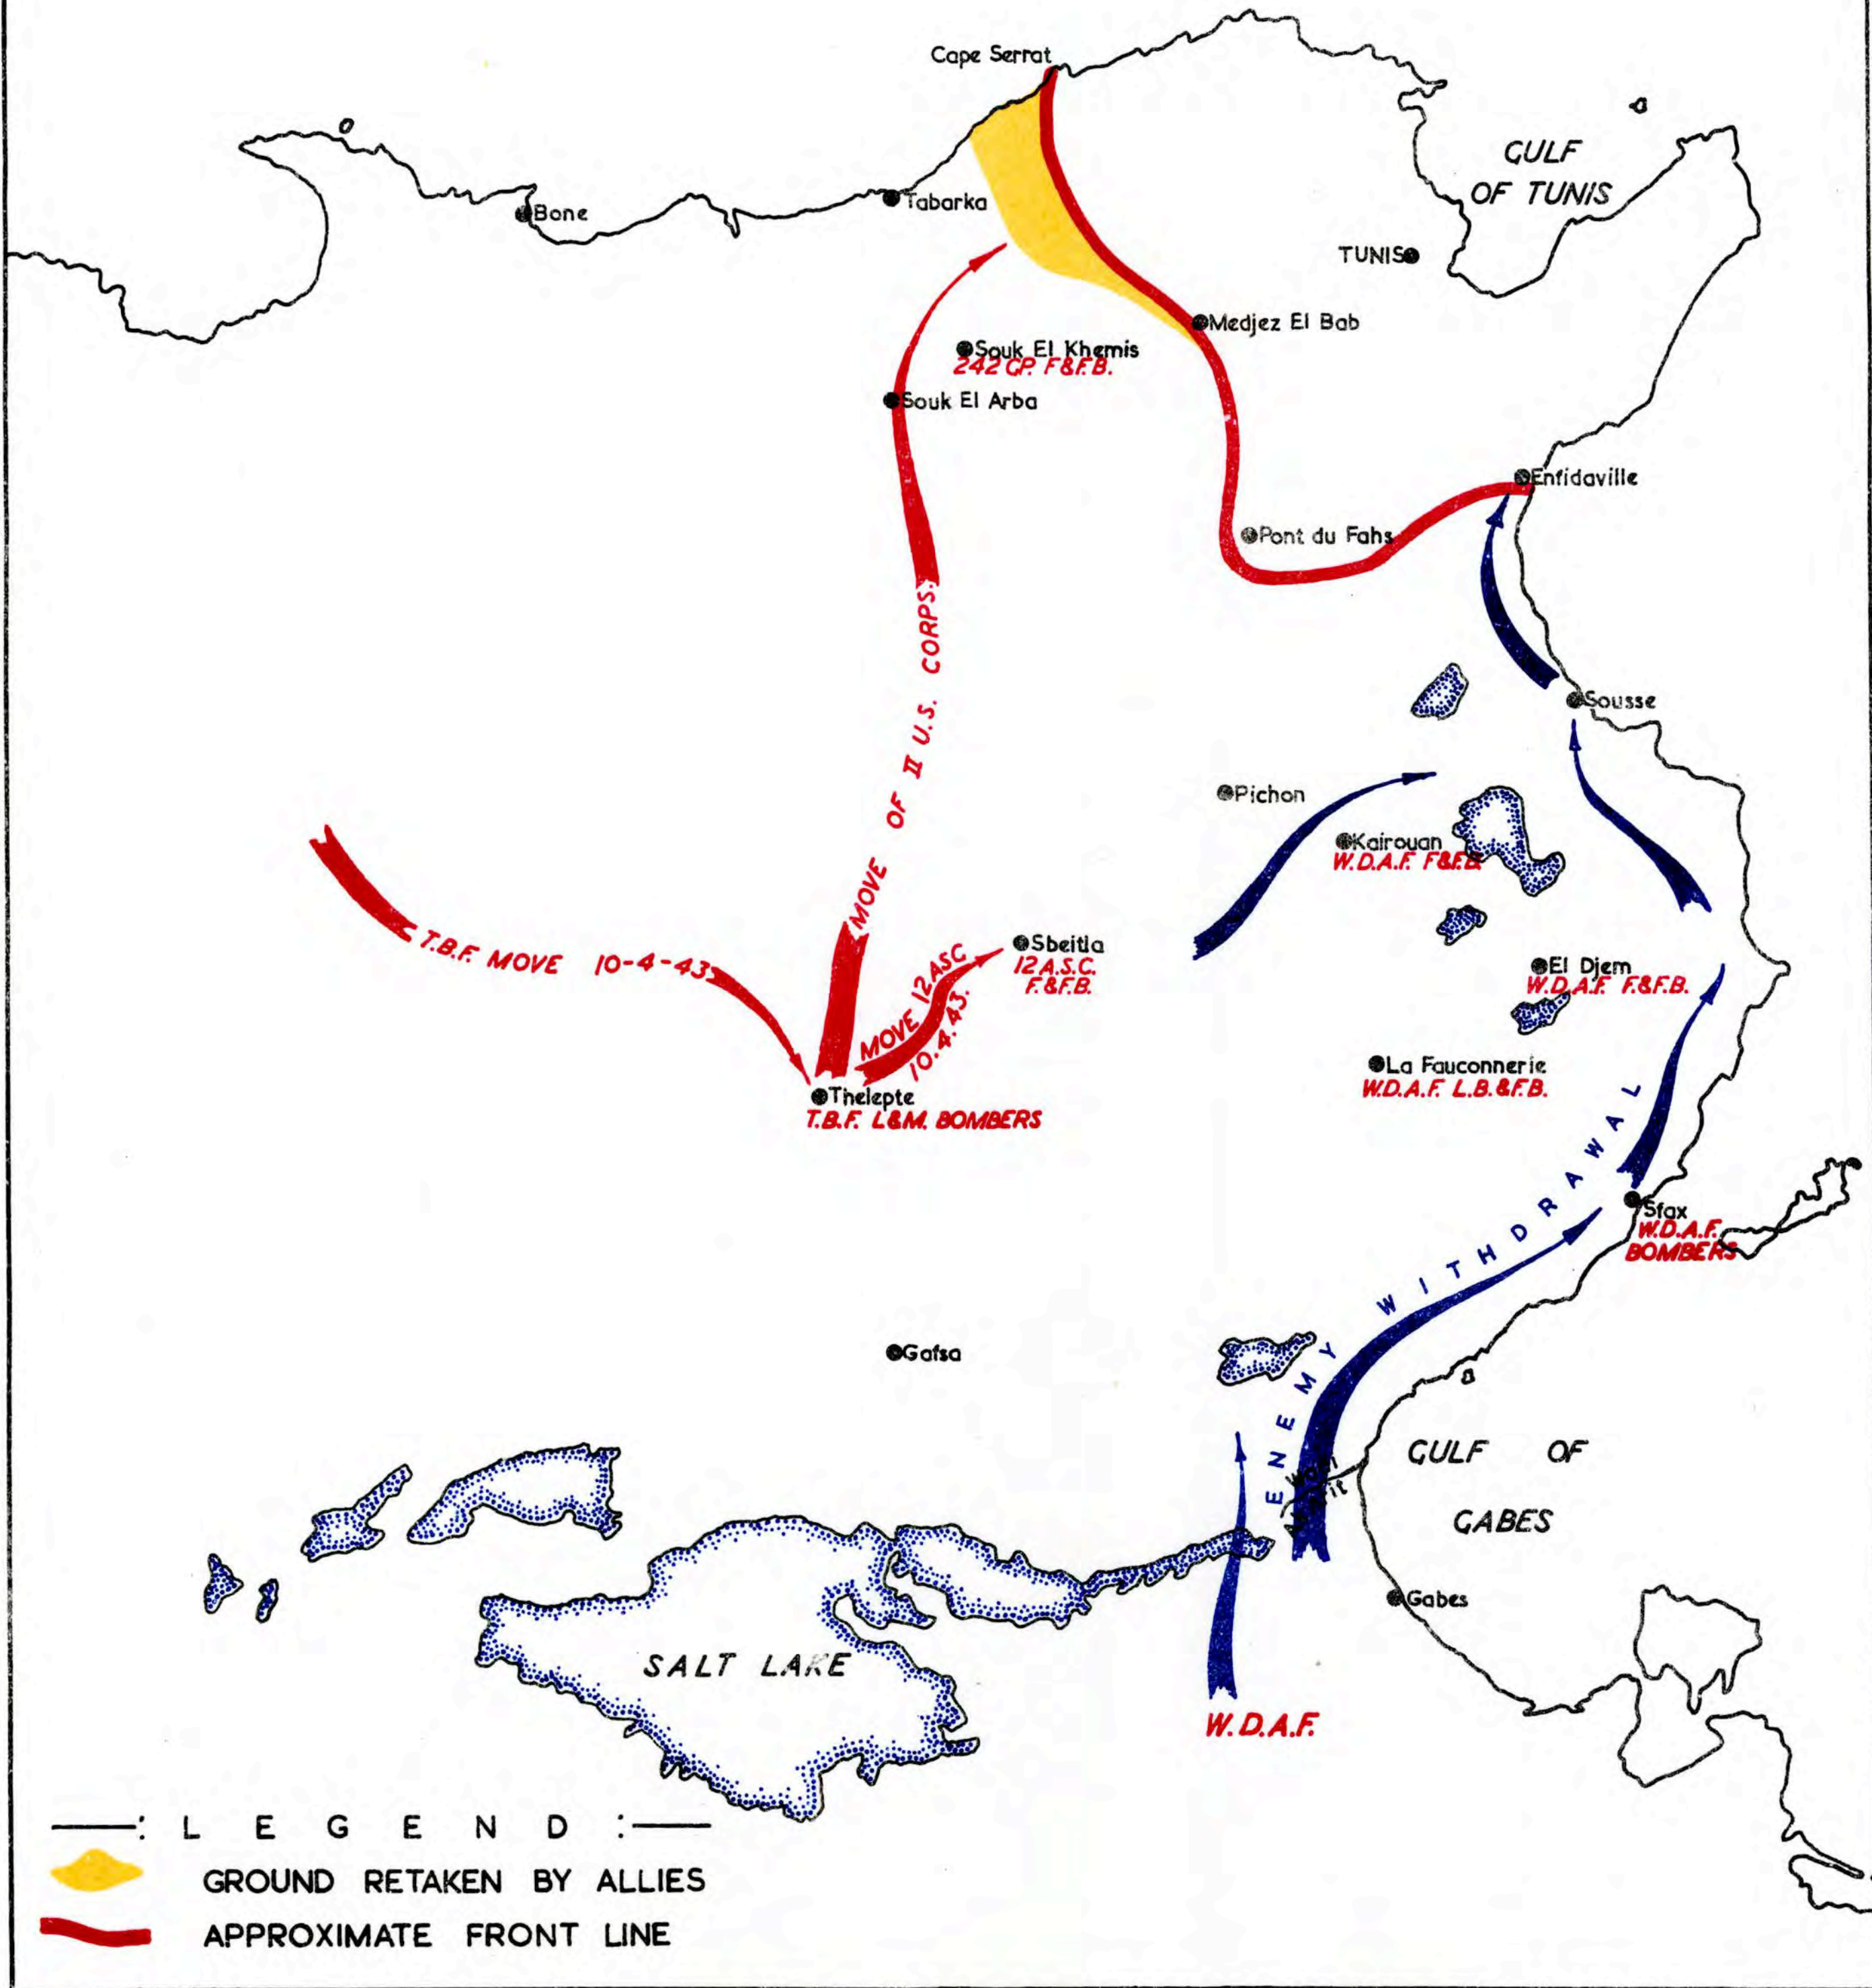 Cape Serrat
GULF
OF TUNIS
Bone
Tabarka
TUNIS
Medjez El Bab
Souk El Khemis
242 GP. F&F.B.
Souk El Arba
Enfidaville
Pont du Fahs
MOVE OF II U.S. CORPS.
Sousse
Pichon
Kairouan
W.D.A.F. F&F.B.
T.B.F. MOVE 10-4-43
MOVE 12 ASC
10.4.43.
Sbeitla
12 A.S.C.
F.&F.B.
El Djem
W.D.A.F. F.&F.B.
La Fauconnerie
W.D.A.F. L.B.&F.B.
Thelepte
T.B.F. L&M. BOMBERS
Sfax
W.D.A.F.
BOMBERS
ENEMY WITHDRAWAL
Gafsa
GULF OF
GABES
Gabes
SALT LAKE
W.D.A.F.
—: LEGEND :—
GROUND RETAKEN BY ALLIES
APPROXIMATE FRONT LINE